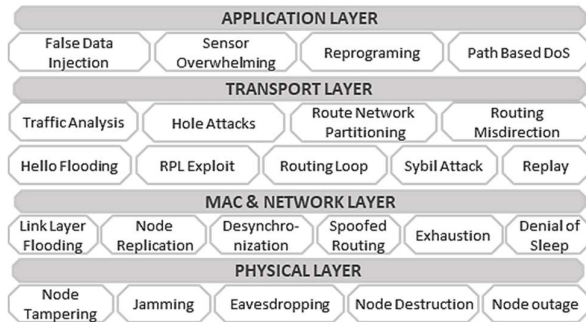 APPLICATION LAYER
False Data
Injection
Sensor
Overwhelming
Reprograming
Path Based DoS
TRANSPORT LAYER
Traffic Analysis
Hole Attacks
Route Network
Partitioning
Routing
Misdirection
Hello Flooding
RPL Exploit
Routing Loop
Sybil Attack
Replay
MAC & NETWORK LAYER
Link Layer
Flooding
Node
Replication
Desynchro-
nization
Spoofed
Routing
Exhaustion
Denial of
Sleep
PHYSICAL LAYER
Node
Tampering
Jamming
Eavesdropping
Node Destruction
Node outage